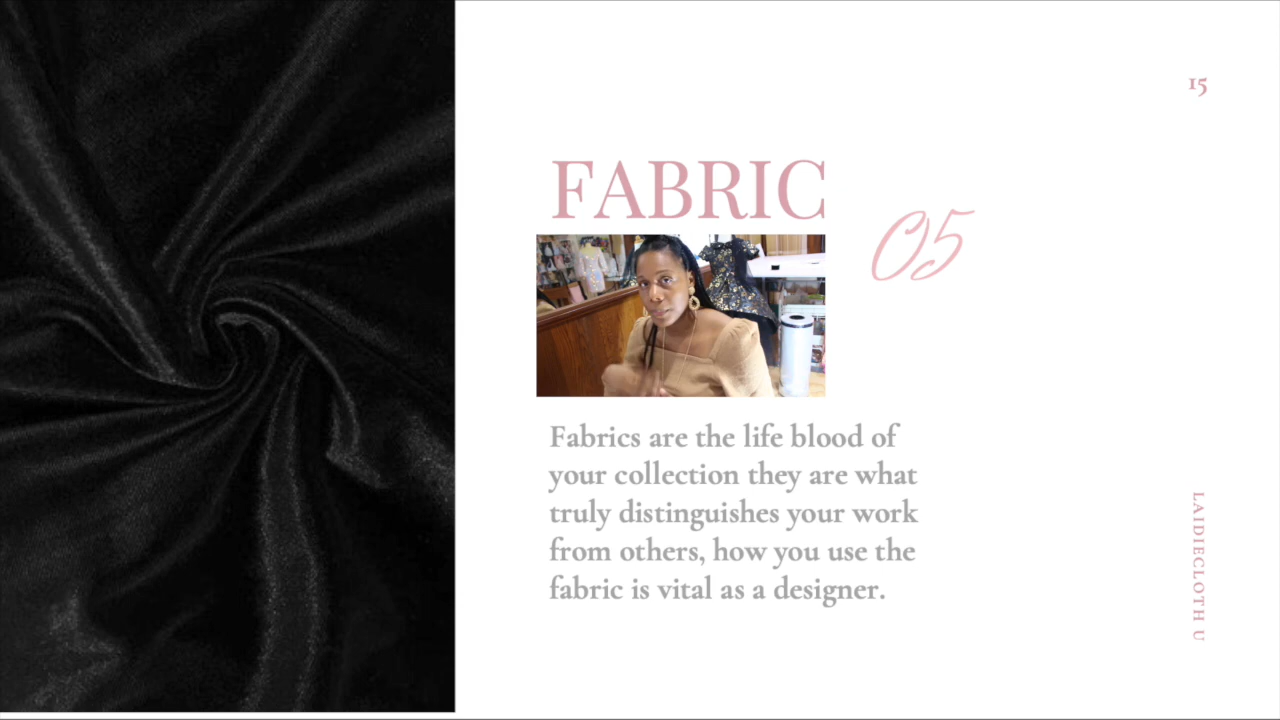 15
FABRIC
05
Fabrics are the life blood of
your collection they are what
truly distinguishes your work
from others, how you use the
fabric is vital as a designer.
LAIDIECLOTH U